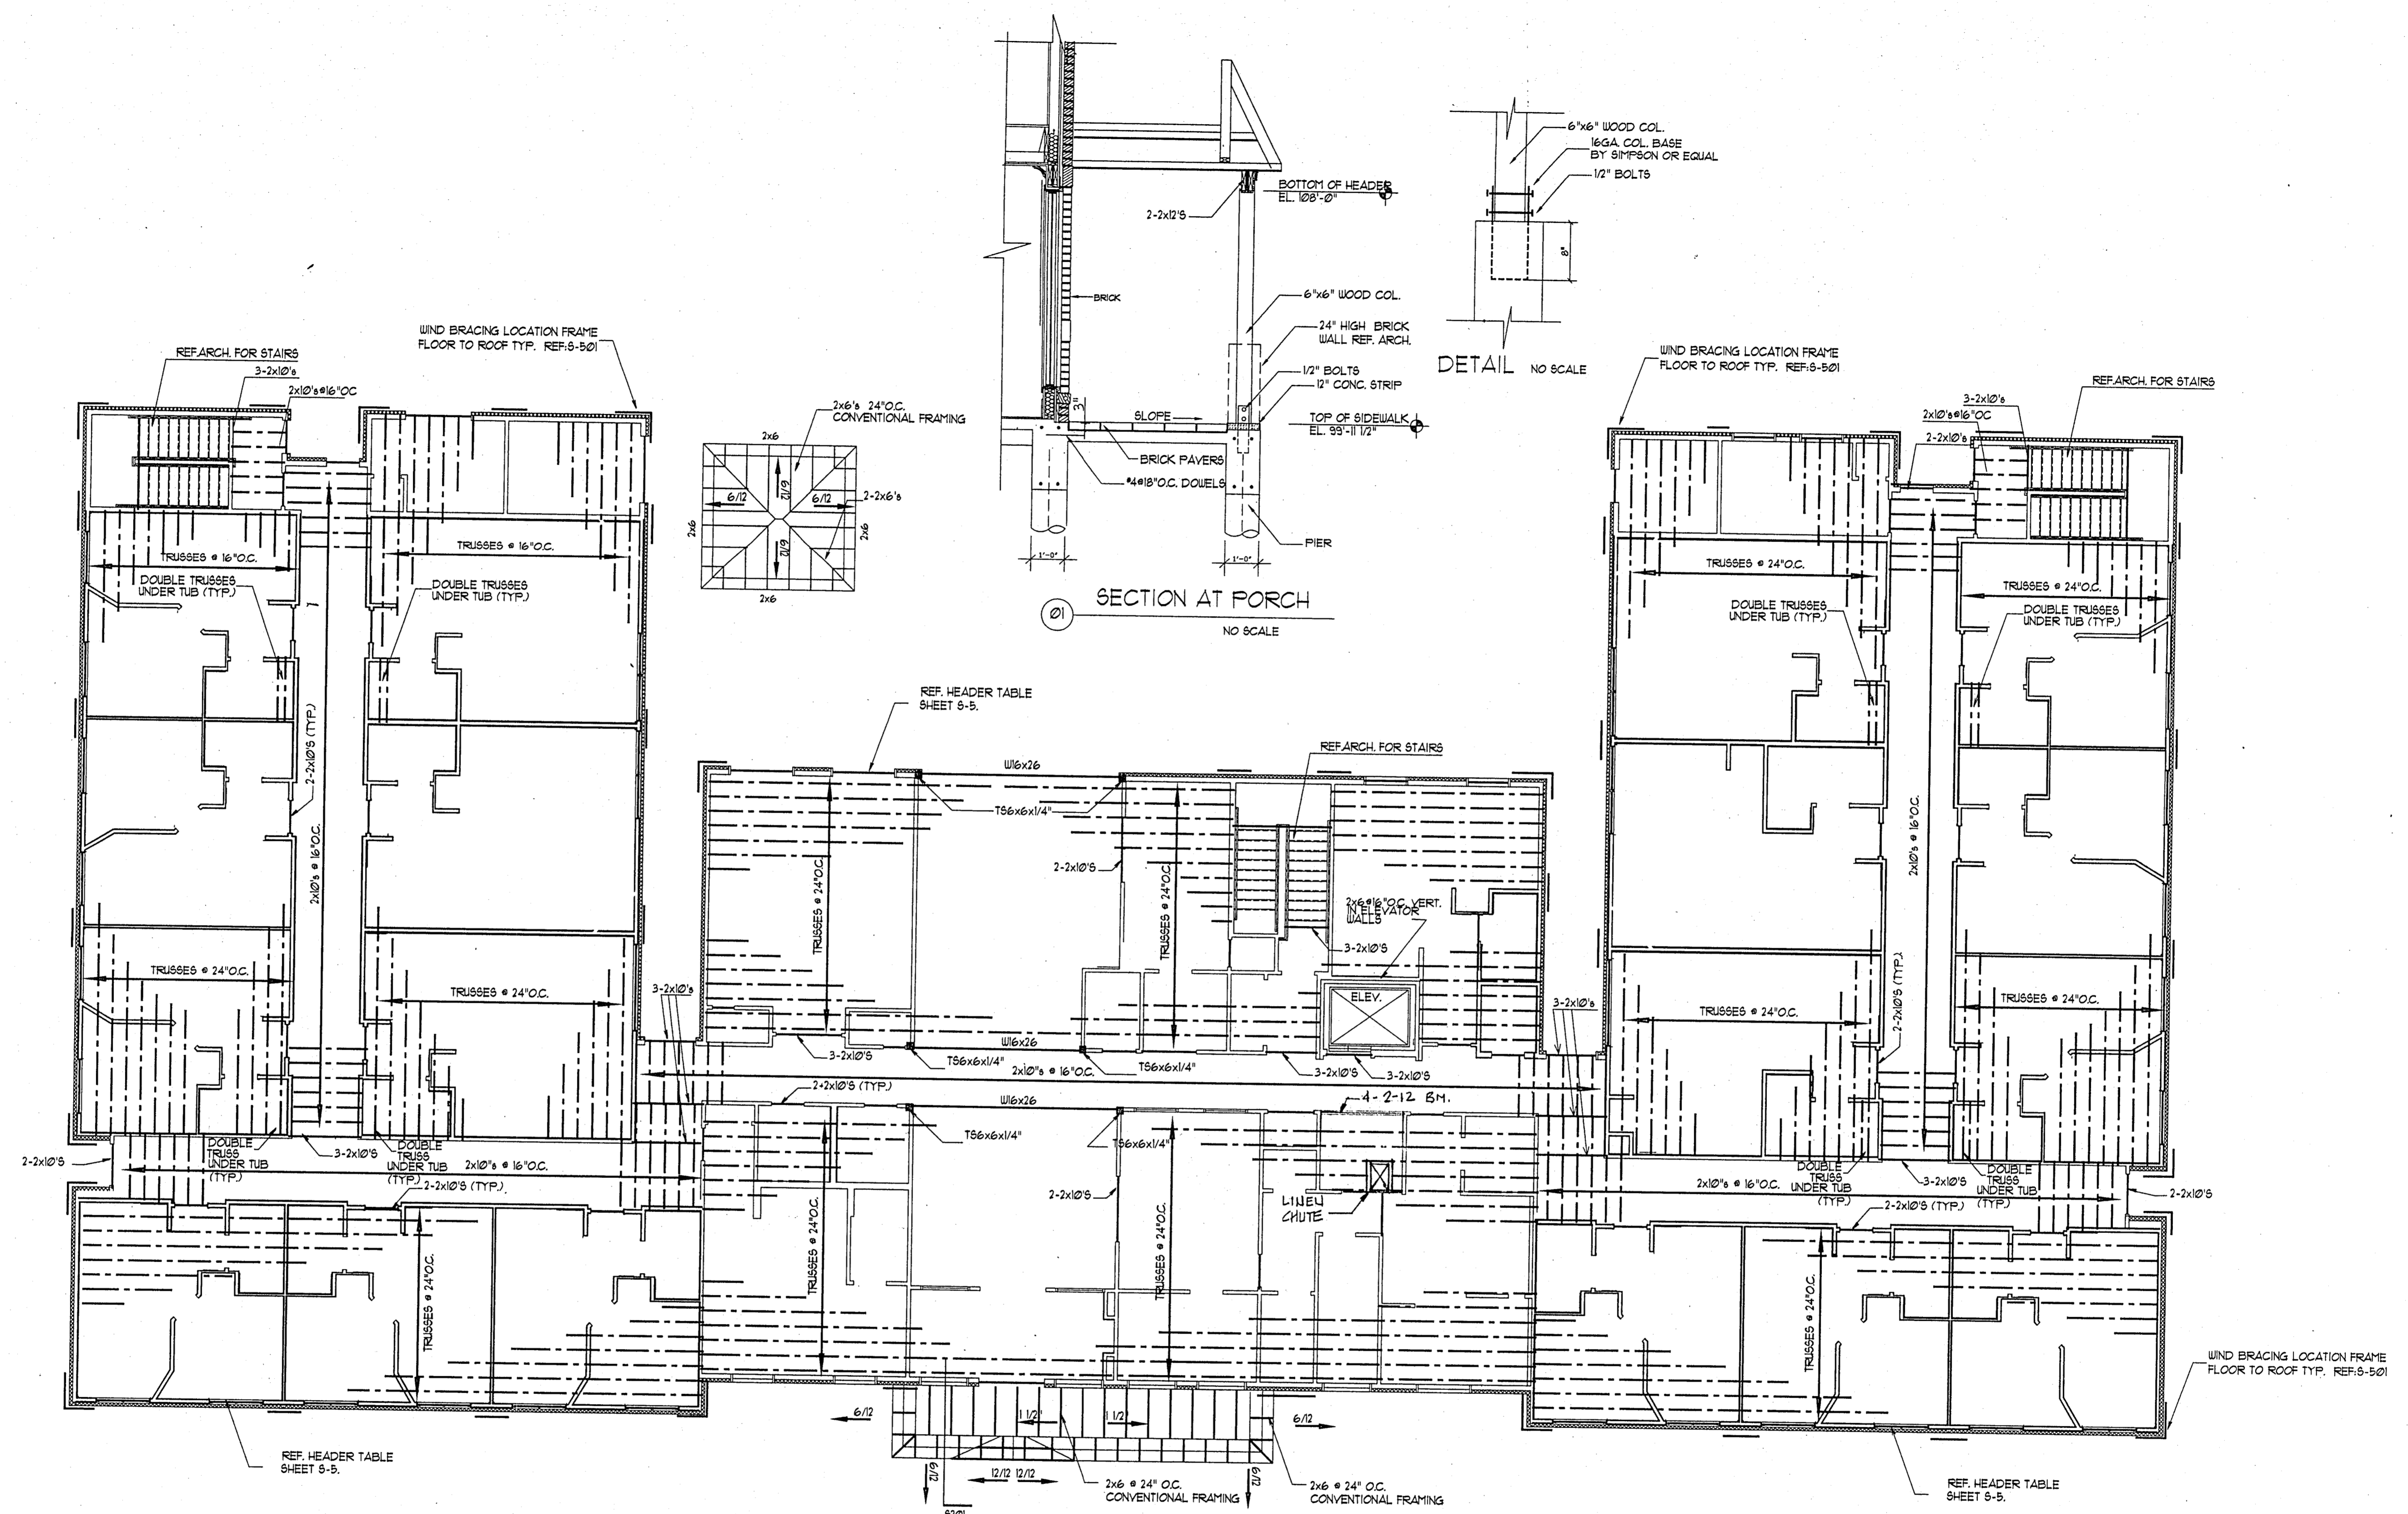 6"x6" WOOD COL.
16GA. COL. BASE
BY SIMPSON OR EQUAL
1/2" BOLTS
8"
DETAIL NO SCALE
BOTTOM OF HEADER
EL. 108'-0"
2-2x12'S
BRICK
6"x6" WOOD COL.
24" HIGH BRICK
WALL REF. ARCH.
1/2" BOLTS
12" CONC. STRIP
3"
SLOPE
TOP OF SIDEWALK
EL. 99'-11 1/2"
BRICK PAVERS
#4@18"O.C. DOWELS
PIER
1'-0"
1'-0"
01
SECTION AT PORCH
NO SCALE
WIND BRACING LOCATION FRAME
FLOOR TO ROOF TYP. REF:S-501
REF.ARCH. FOR STAIRS
3-2x10's
2x10's@16"OC
2x6's 24"O.C.
CONVENTIONAL FRAMING
2x6
6/12
6/12
6/12
6/12
2-2x6's
2x6
2x6
2x6
WIND BRACING LOCATION FRAME
FLOOR TO ROOF TYP. REF:S-501
REF.ARCH. FOR STAIRS
3-2x10's
2x10's@16"OC
2-2x10's
TRUSSES @ 16"O.C.
TRUSSES @ 16"O.C.
DOUBLE TRUSSES
UNDER TUB (TYP.)
DOUBLE TRUSSES
UNDER TUB (TYP.)
TRUSSES @ 24"O.C.
TRUSSES @ 24"O.C.
DOUBLE TRUSSES
UNDER TUB (TYP.)
DOUBLE TRUSSES
UNDER TUB (TYP.)
2-2x10'S (TYP.)
2x10's @ 16"O.C.
REF. HEADER TABLE
SHEET S-5.
REF.ARCH. FOR STAIRS
W16x26
TS6x6x1/4"
2-2x10'S
TRUSSES @ 24"O.C.
TRUSSES @ 24"O.C.
2x6@16"O.C. VERT.
IN ELEVATOR
WALLS
3-2x10'S
ELEV.
2x10's @ 16"O.C.
2-2x10'S (TYP.)
TRUSSES @ 24"O.C.
TRUSSES @ 24"O.C.
TRUSSES @ 24"O.C.
TRUSSES @ 24"O.C.
3-2x10's
3-2x10's
3-2x10'S
W16x26
TS6x6x1/4"
TS6x6x1/4"
3-2x10'S
3-2x10'S
2x10"s @ 16"O.C.
2-2x10'S (TYP.)
W16x26
4- 2-12 BM.
TS6x6x1/4"
TS6x6x1/4"
2-2x10'S
DOUBLE
TRUSS
UNDER TUB
(TYP.)
3-2x10'S
DOUBLE
TRUSS
UNDER TUB
(TYP.)
2x10"s @ 16"O.C.
2-2x10'S (TYP.)
TRUSSES @ 24"O.C.
TRUSSES @ 24"O.C.
2-2x10'S
TRUSSES @ 24"O.C.
LINEN
CHUTE
DOUBLE
TRUSS
UNDER TUB
(TYP.)
3-2x10'S
DOUBLE
TRUSS
UNDER TUB
(TYP.)
2x10"s @ 16"O.C.
2-2x10'S (TYP.)
2-2x10'S
TRUSSES @ 24"O.C.
WIND BRACING LOCATION FRAME
FLOOR TO ROOF TYP. REF:S-501
6/12
1 1/2"
1 1/2"
6/12
6/12
12/12 12/12
6/12
2x6 @ 24" O.C.
CONVENTIONAL FRAMING
2x6 @ 24" O.C.
CONVENTIONAL FRAMING
REF. HEADER TABLE
SHEET S-5.
REF. HEADER TABLE
SHEET S-5.